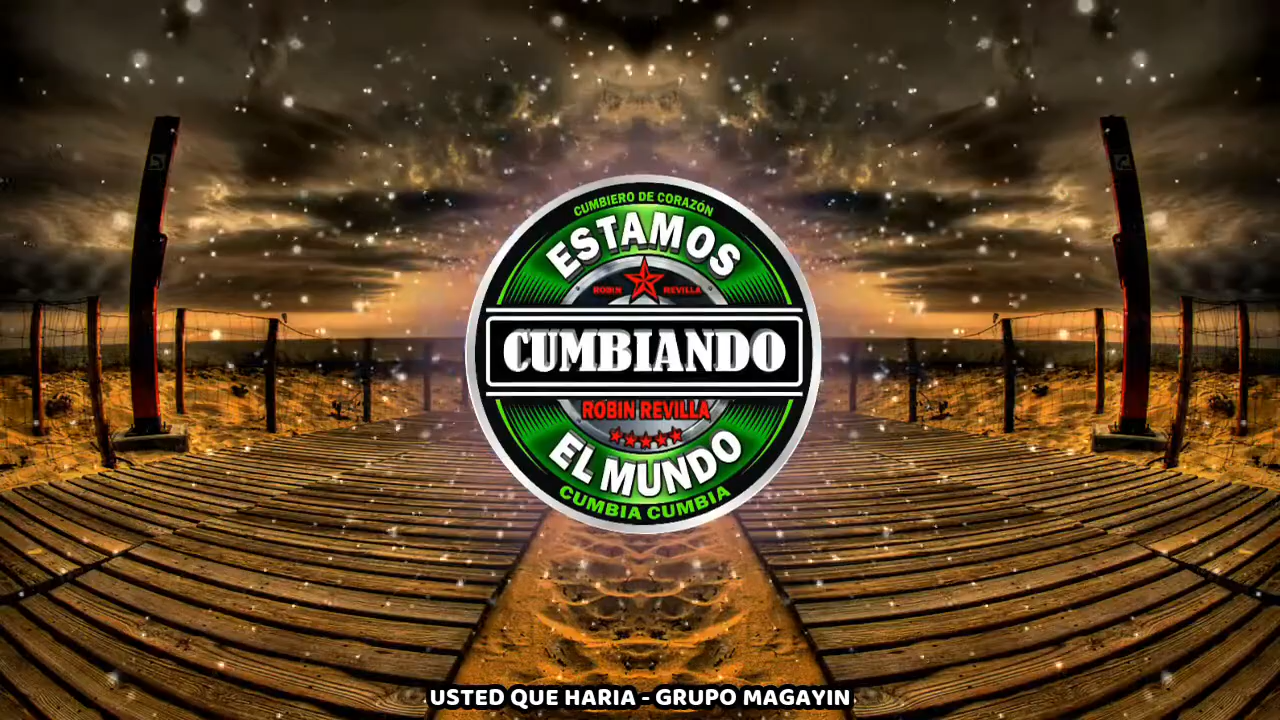 CUMBIERO DE CORAZÓN
ESTAMOS
ROBIN REVILLA
CUMBIANDO
ROBIN REVILLA
EL MUNDO
CUMBIA CUMBIA
USTED QUE HARIA - GRUPO MAGAYIN